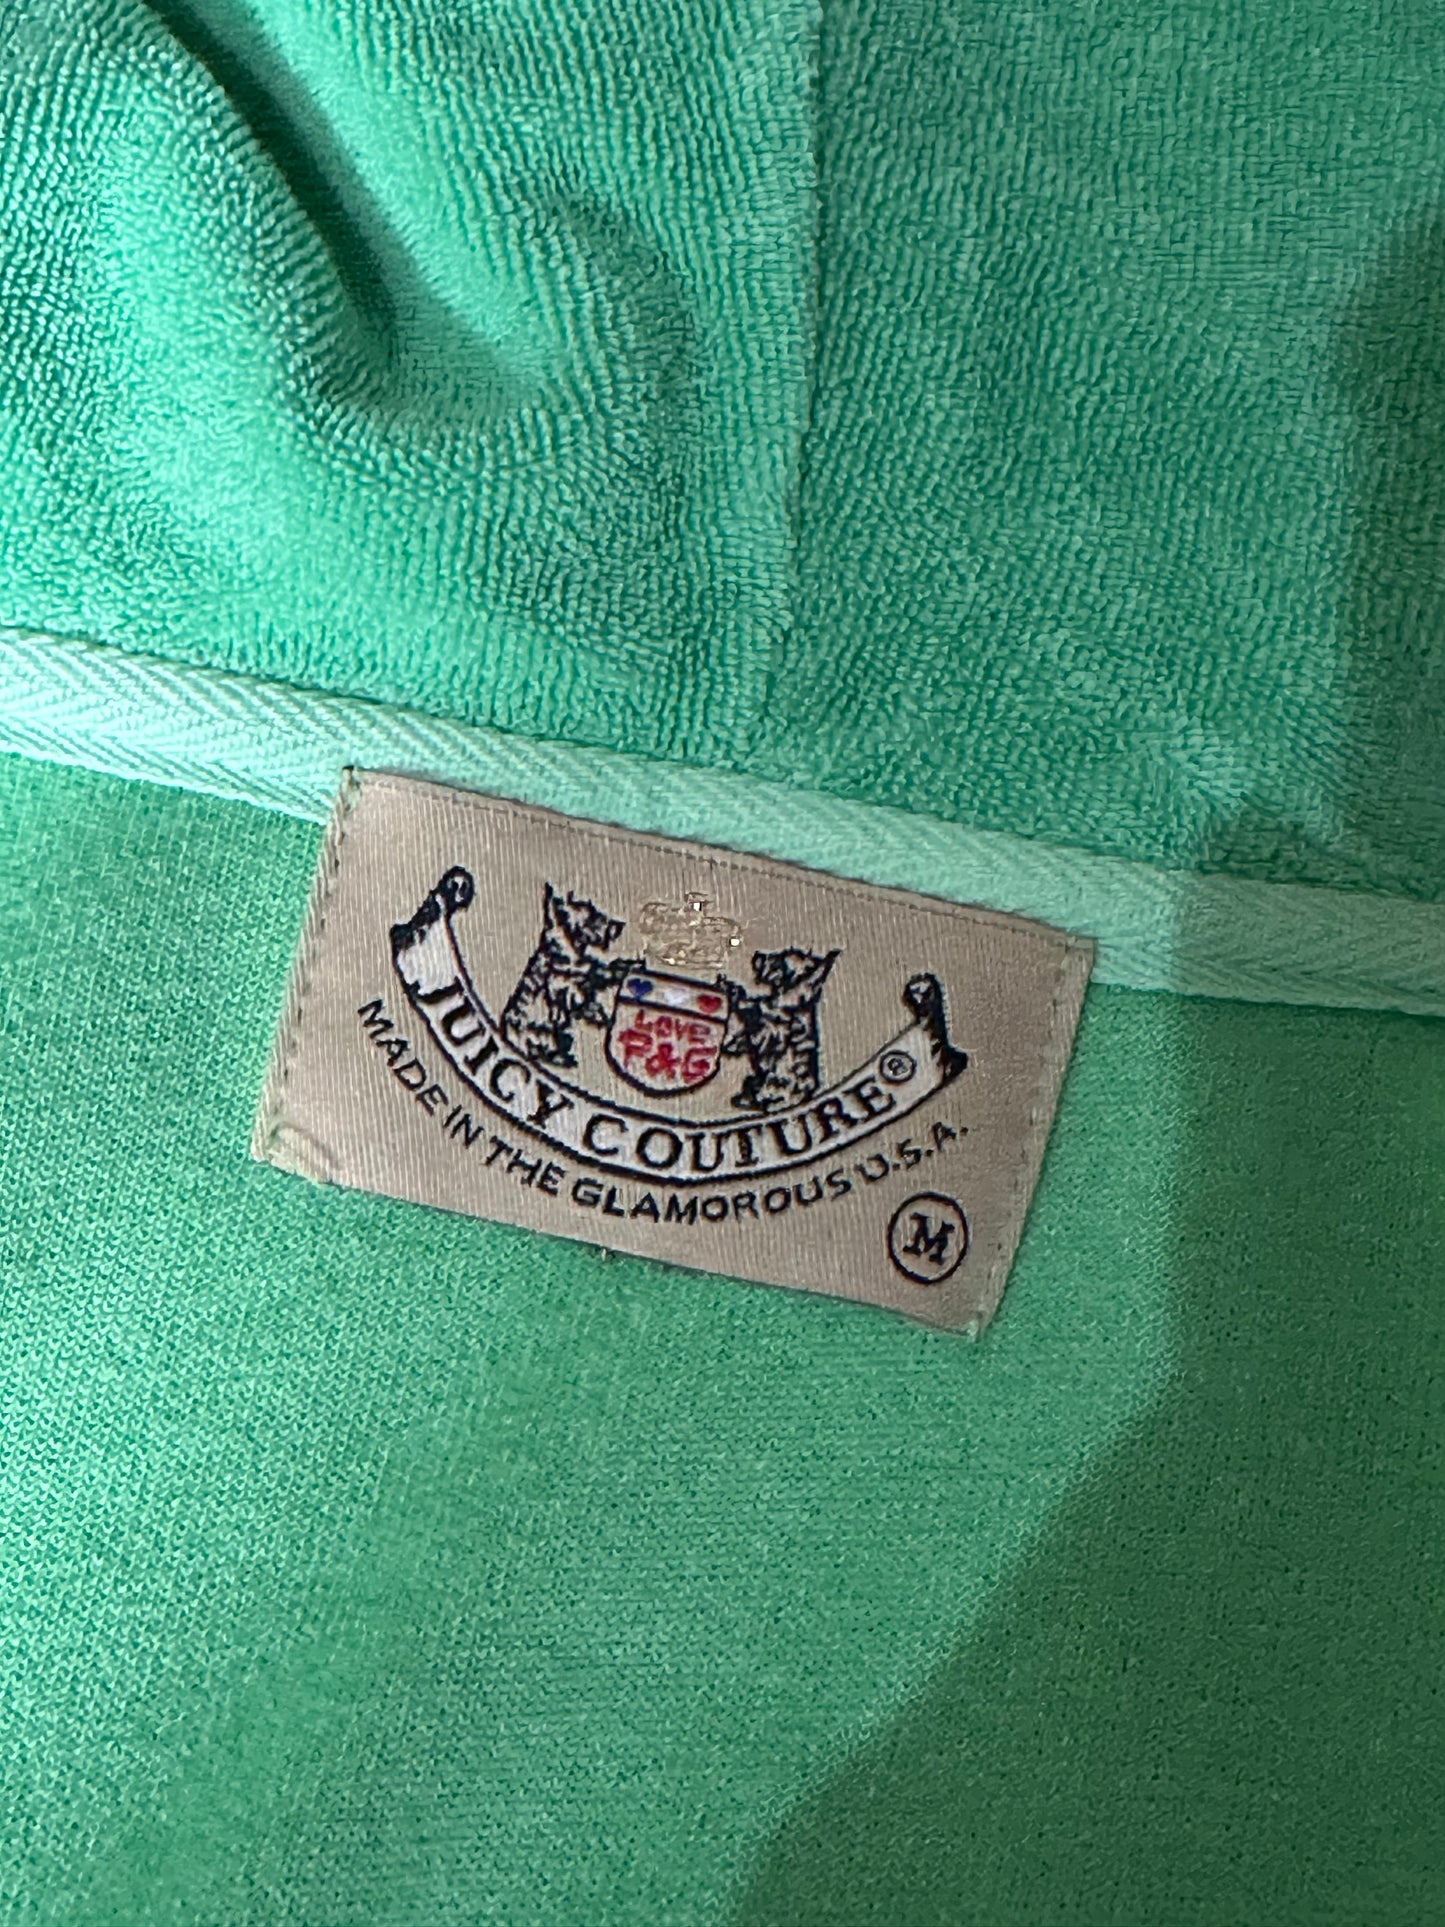 LOVE
P&G
JUICY COUTURE®
MADE IN THE GLAMOROUS U.S.A.
M